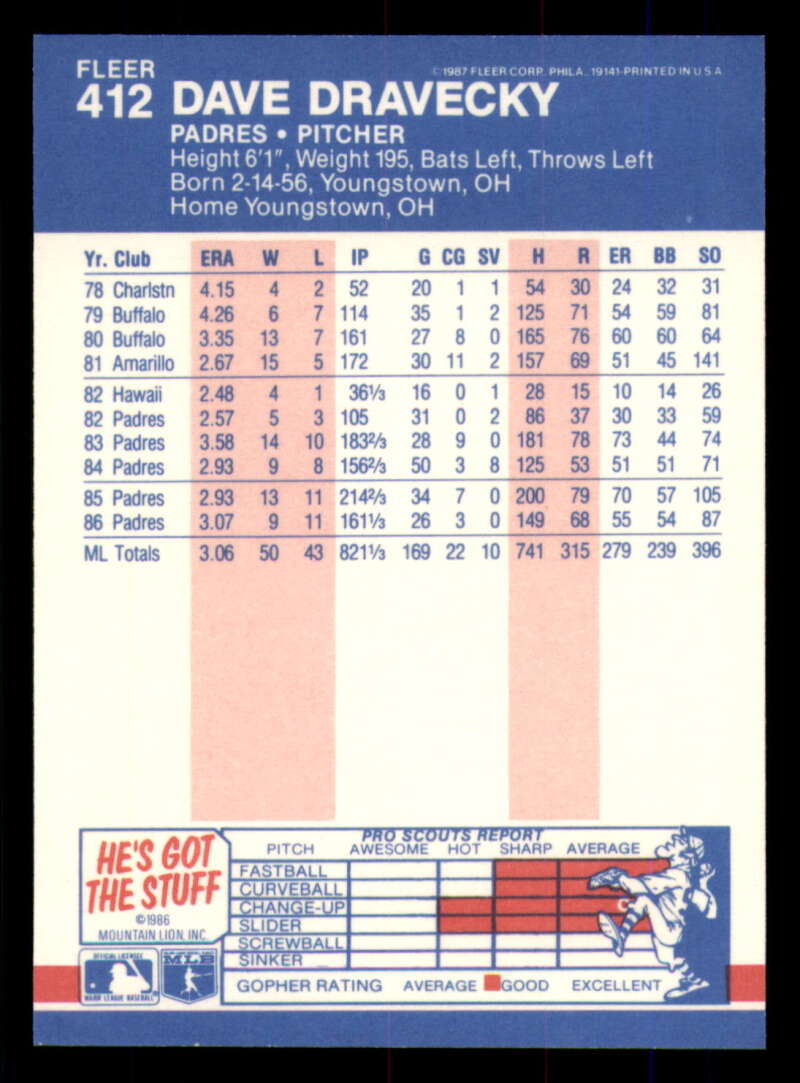 FLEER
©1987 FLEER CORP. PHILA. 19141-PRINTED IN U S A
412 DAVE DRAVECKY
PADRES • PITCHER
Height 6'1", Weight 195, Bats Left, Throws Left
Born 2-14-56, Youngstown, OH
Home Youngstown, OH
Yr. Club ERA W L IP G CG SV H R ER BB SO
78 Charlstn 4.15 4 2 52 20 1 1 54 30 24 32 31
79 Buffalo 4.26 6 7 114 35 1 2 125 71 54 59 81
80 Buffalo 3.35 13 7 161 27 8 0 165 76 60 60 64
81 Amarillo 2.67 15 5 172 30 11 2 157 69 51 45 141
82 Hawaii 2.48 4 1 36⅓ 16 0 1 28 15 10 14 26
82 Padres 2.57 5 3 105 31 0 2 86 37 30 33 59
83 Padres 3.58 14 10 183⅔ 28 9 0 181 78 73 44 74
84 Padres 2.93 9 8 156⅔ 50 3 8 125 53 51 51 71
85 Padres 2.93 13 11 214⅔ 34 7 0 200 79 70 57 105
86 Padres 3.07 9 11 161⅓ 26 3 0 149 68 55 54 87
ML Totals 3.06 50 43 821⅓ 169 22 10 741 315 279 239 396
HE'S GOT
THE STUFF
©1986
MOUNTAIN LION, INC.
OFFICIAL LICENSEE
MAJOR LEAGUE BASEBALL
MLB
PRO SCOUTS REPORT
PITCH AWESOME HOT SHARP AVERAGE
FASTBALL
CURVEBALL
CHANGE-UP
SLIDER
SCREWBALL
SINKER
GOPHER RATING AVERAGE GOOD EXCELLENT